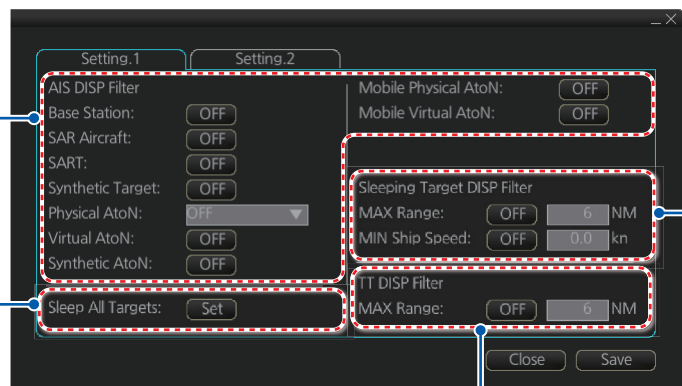 Setting.1 Setting.2
AIS DISP Filter
Base Station: OFF
SAR Aircraft: OFF
SART: OFF
Synthetic Target: OFF
Physical AtoN: OFF
Virtual AtoN: OFF
Synthetic AtoN: OFF
Mobile Physical AtoN: OFF
Mobile Virtual AtoN: OFF
Sleeping Target DISP Filter
MAX Range: OFF 6 NM
MIN Ship Speed: OFF 0.0 kn
Sleep All Targets: Set
TT DISP Filter
MAX Range: OFF 6 NM
Close Save